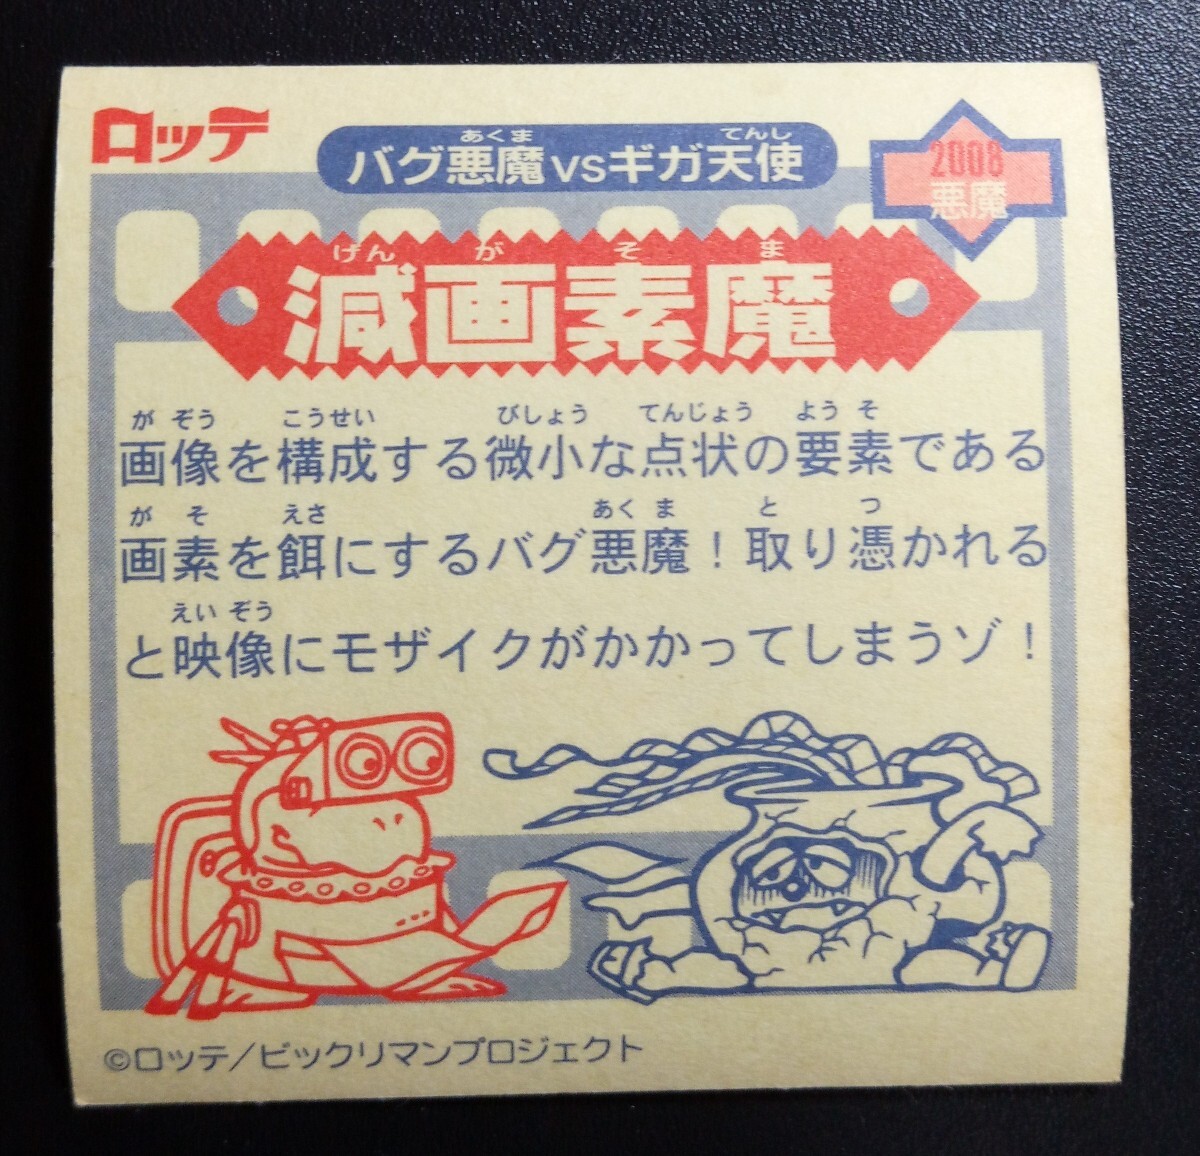 ロッテ
あくま てんし
バグ悪魔vsギガ天使
2008
悪魔
げん が そ ま
減画素魔
が ぞう こうせい びしょう てんじょう よう そ
画像を構成する微小な点状の要素である
が そ えさ あく ま と つ
画素を餌にするバグ悪魔！取り憑かれる
えい ぞう
と映像にモザイクがかかってしまうゾ！
©ロッテ/ビックリマンプロジェクト